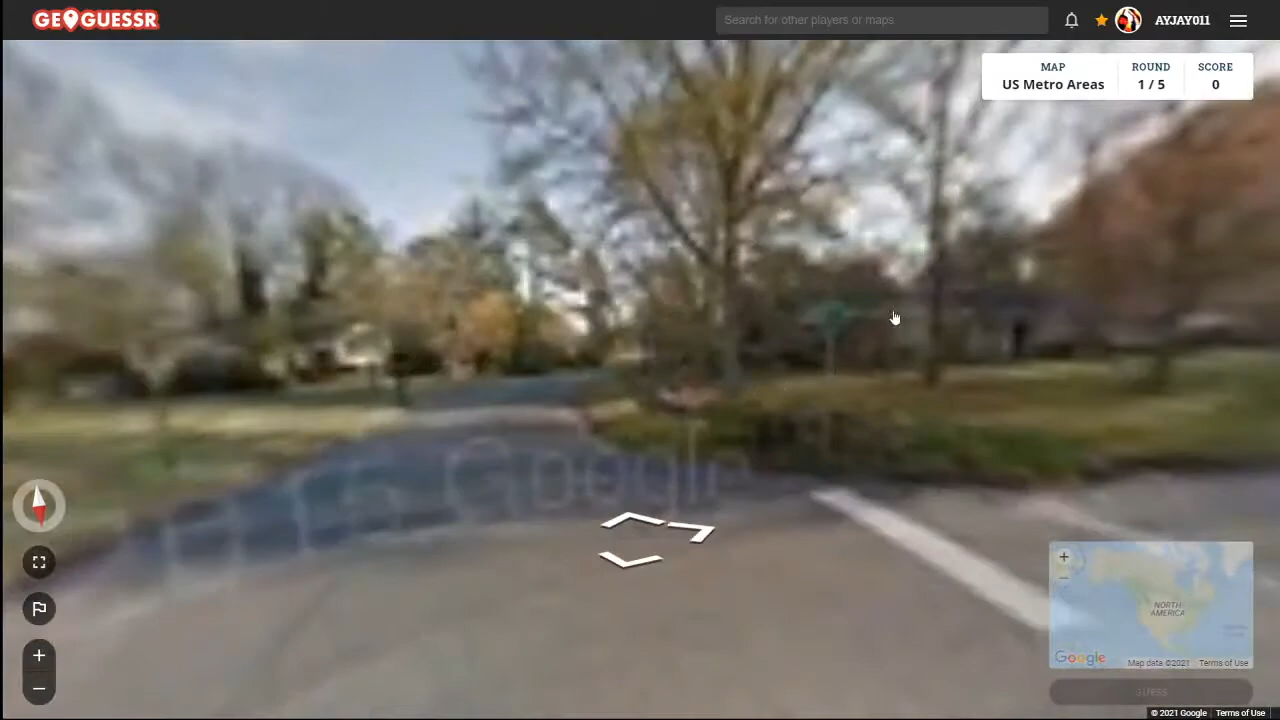 GEOGUESSR
Search for other players or maps
AYJAY011
MAP
US Metro Areas
ROUND
1 / 5
SCORE
0
Google
+
−
NORTH
AMERICA
Google
Map data ©2021
Terms of Use
GUESS
+
−
© 2021 Google
Terms of Use